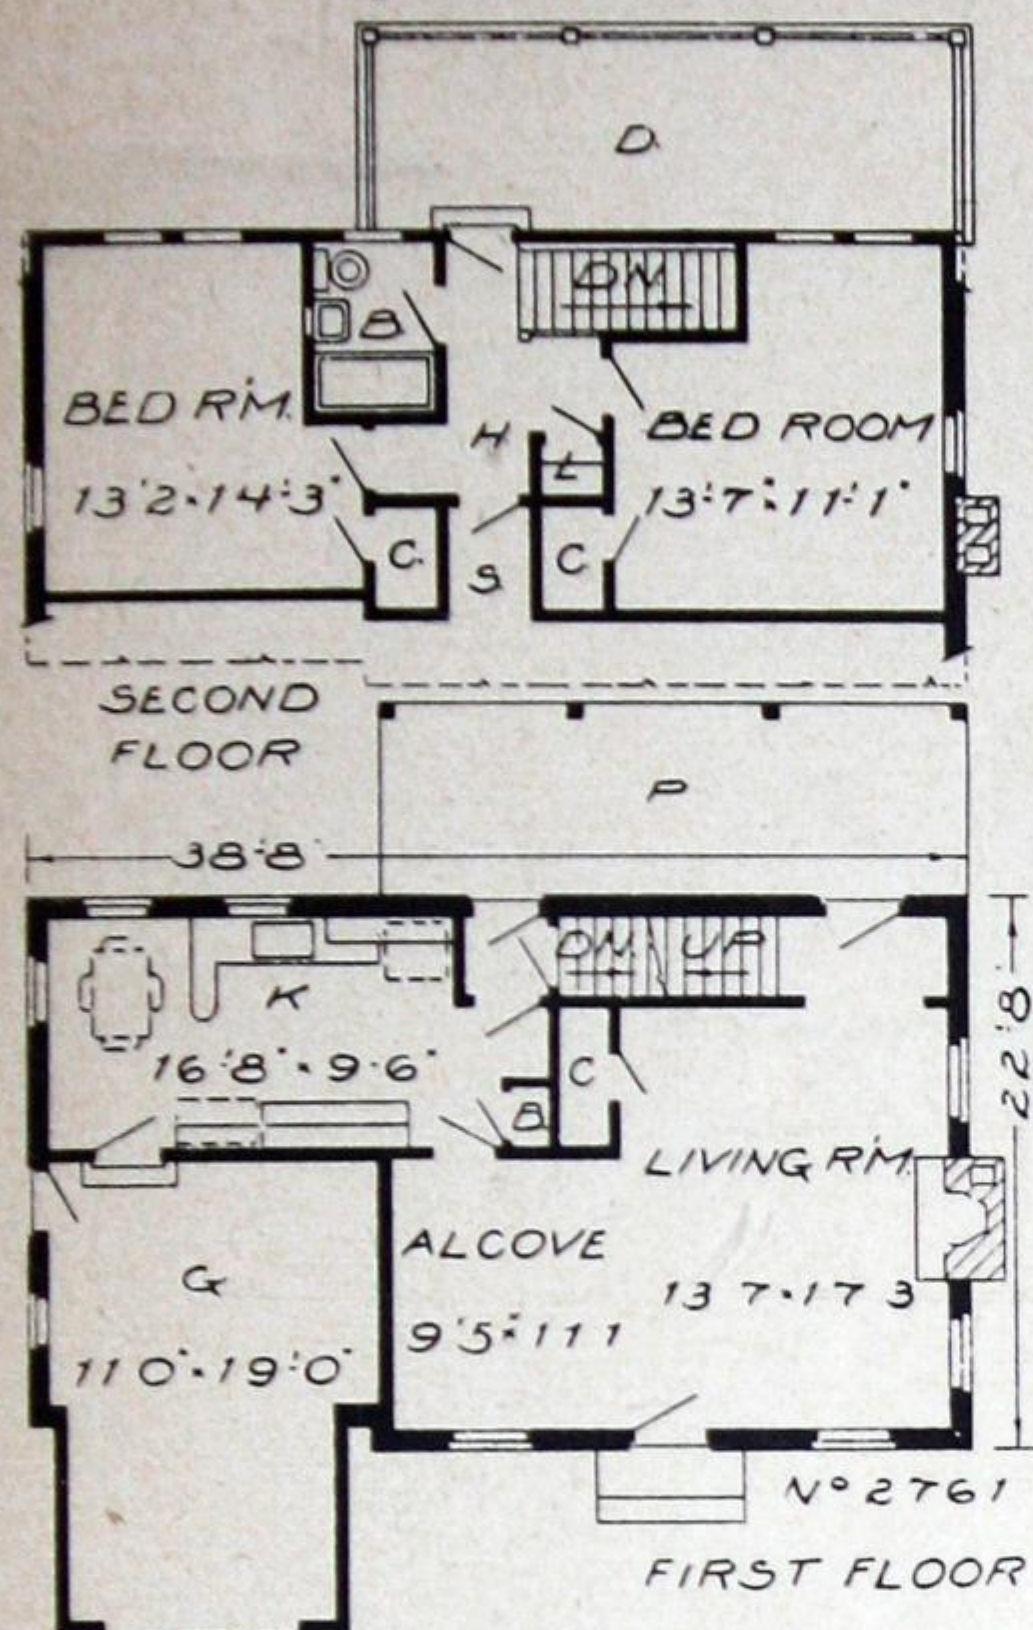 D.
DN.
B.
BED R'M.
H
BED ROOM
L
13'2"×14'-3"
13'-7"×11'-1"
C.
S.
C.
SECOND
FLOOR
P
38'-8"
DN. UP
K
22'-8"
16'-8"×9'-6"
C
B
LIVING R'M.
ALCOVE
G
13 7×17 3
9'5"×11 1
11 0"×19'-0"
Nº 2761
FIRST FLOOR